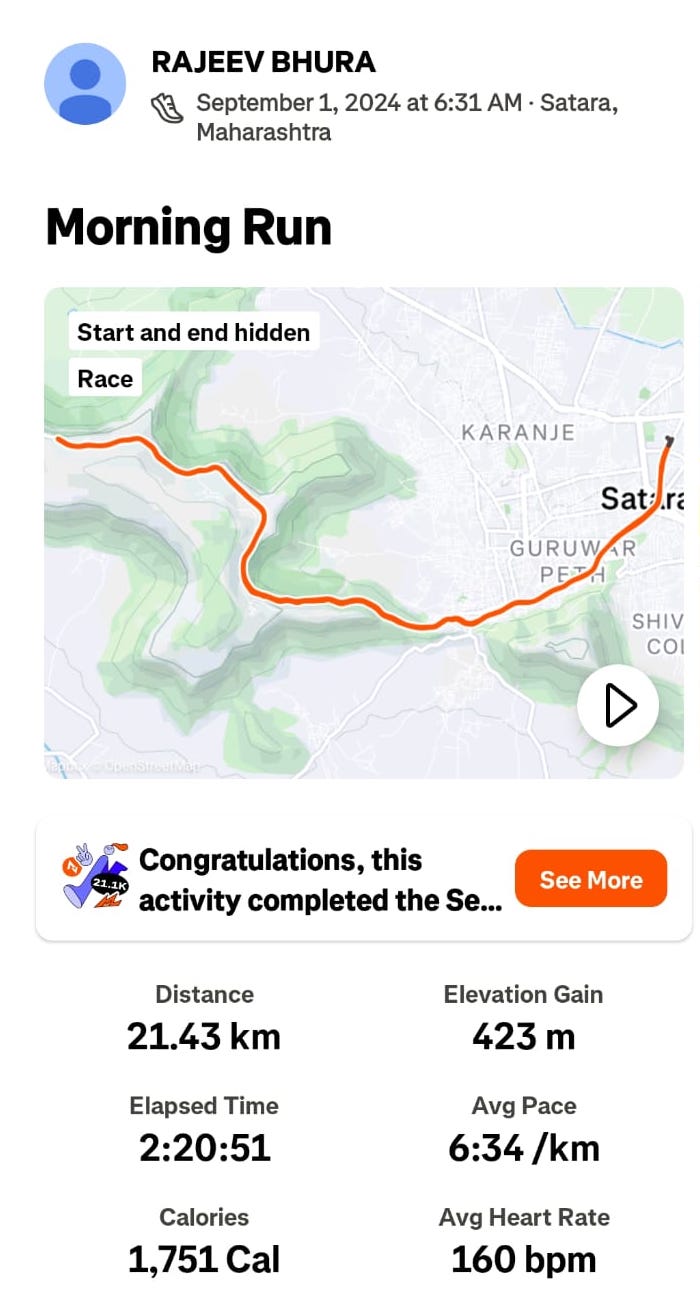 RAJEEV BHURA
September 1, 2024 at 6:31 AM · Satara,
Maharashtra
Morning Run
Start and end hidden
Race
KARANJE
Satara
GURUWAR
PETH
SHIV
COL
© OpenStreetMap
21.1K
Congratulations, this
activity completed the Se...
See More
Distance
Elevation Gain
21.43 km
423 m
Elapsed Time
Avg Pace
2:20:51
6:34 /km
Calories
Avg Heart Rate
1,751 Cal
160 bpm